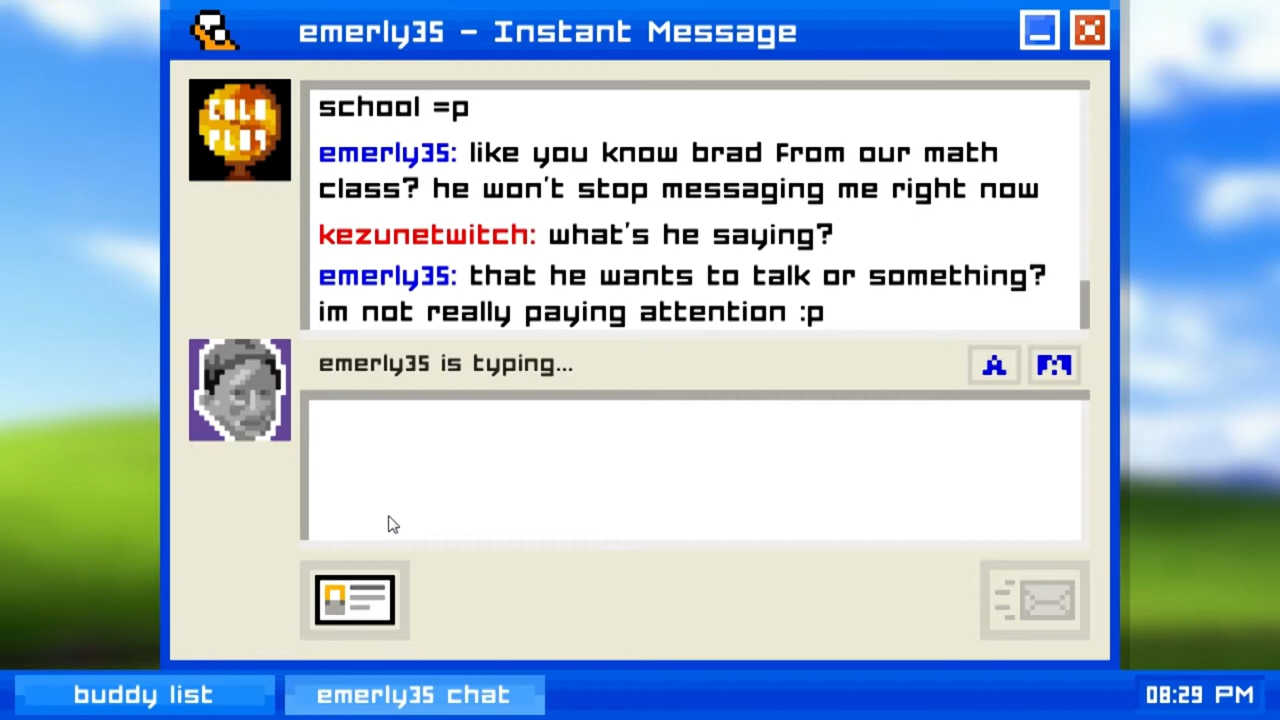 emerly35 - Instant Message
COLD
PLAY
school =p
emerly35: like you know brad from our math
class? he won't stop messaging me right now
kezunetwitch: what's he saying?
emerly35: that he wants to talk or something?
im not really paying attention :p
emerly35 is typing...
A
buddy list
emerly35 chat
08:29 PM